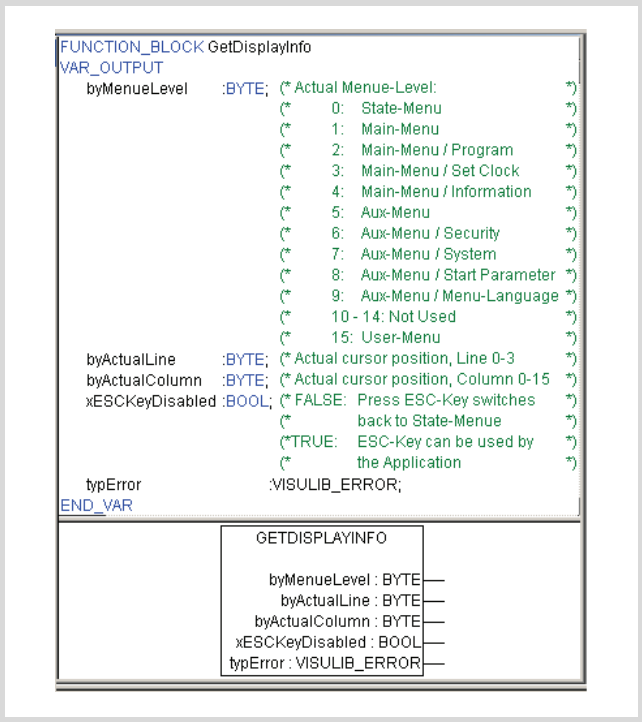 FUNCTION_BLOCK GetDisplayInfo
VAR_OUTPUT
byMenueLevel :BYTE; (* Actual Menue-Level: *)
(* 0: State-Menu *)
(* 1: Main-Menu *)
(* 2: Main-Menu / Program *)
(* 3: Main-Menu / Set Clock *)
(* 4: Main-Menu / Information *)
(* 5: Aux-Menu *)
(* 6: Aux-Menu / Security *)
(* 7: Aux-Menu / System *)
(* 8: Aux-Menu / Start Parameter *)
(* 9: Aux-Menu / Menu-Language *)
(* 10 - 14: Not Used *)
(* 15: User-Menu *)
byActualLine :BYTE; (* Actual cursor position, Line 0-3 *)
byActualColumn :BYTE; (* Actual cursor position, Column 0-15 *)
xESCKeyDisabled :BOOL; (* FALSE: Press ESC-Key switches *)
(* back to State-Menue *)
(*TRUE: ESC-Key can be used by *)
(* the Application *)
typError :VISULIB_ERROR;
END_VAR
GETDISPLAYINFO
byMenueLevel : BYTE
byActualLine : BYTE
byActualColumn : BYTE
xESCKeyDisabled : BOOL
typError : VISULIB_ERROR